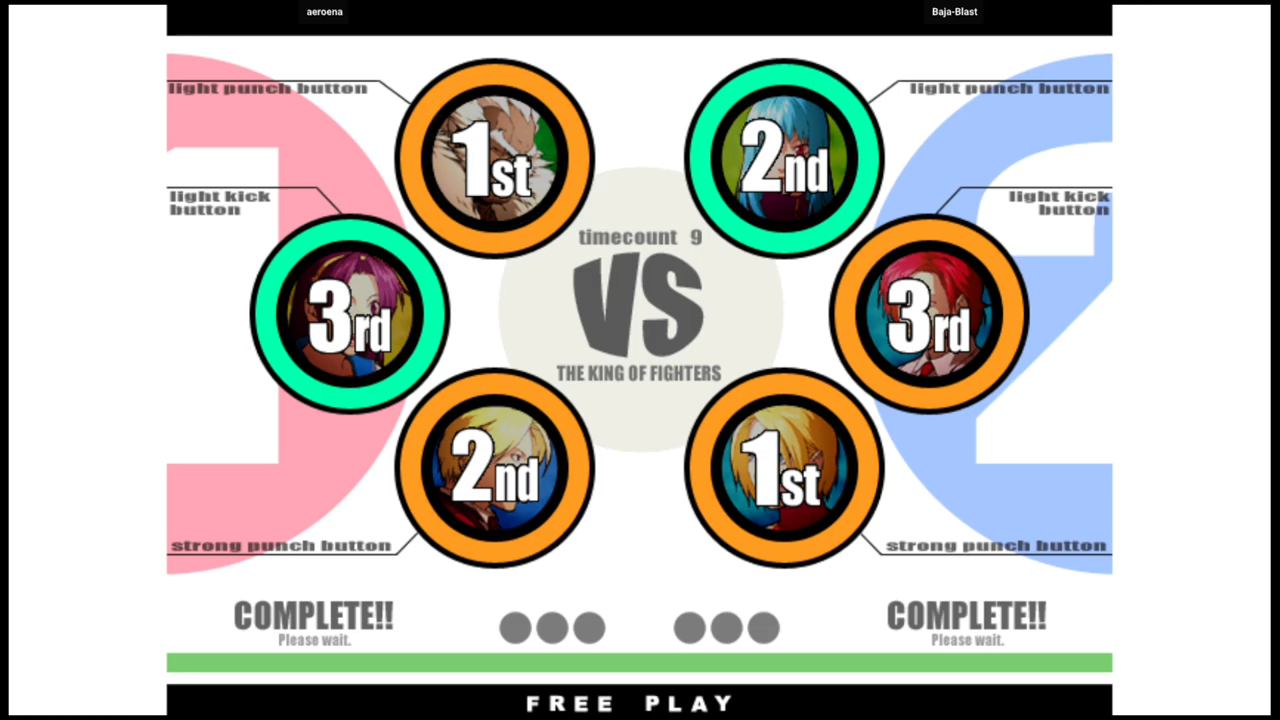 aeroena
Baja-Blast
light punch button
light punch button
1st
2nd
light kick
button
light kick
button
timecount 9
VS
THE KING OF FIGHTERS
3rd
3rd
2nd
1st
strong punch button
strong punch button
COMPLETE!!
Please wait.
COMPLETE!!
Please wait.
FREE PLAY